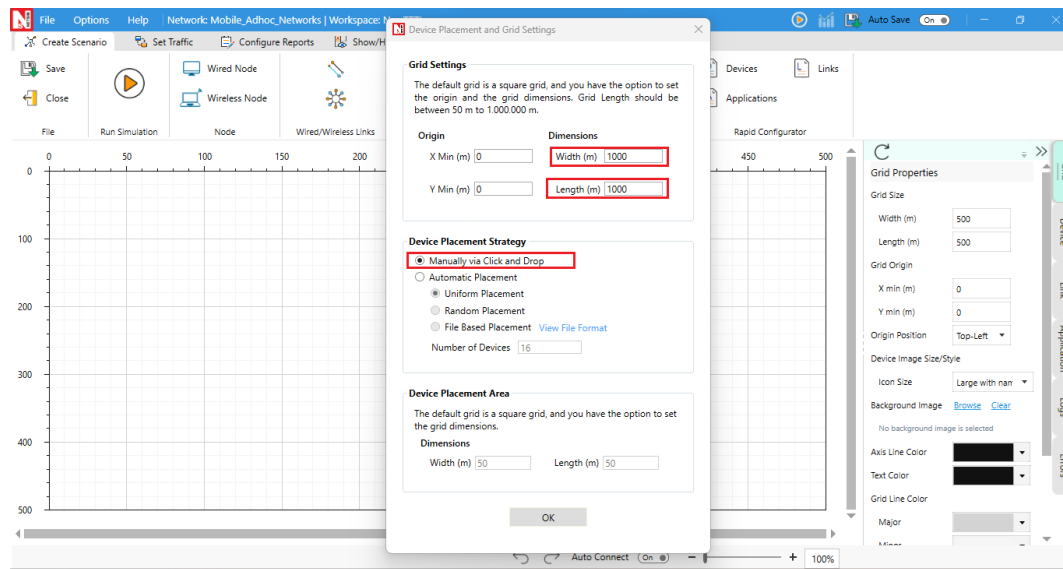 File Options Help Network: Mobile_Adhoc_Networks | Workspace:
Auto Save On
Device Placement and Grid Settings
Create Scenario Set Traffic Configure Reports Show/H
Save
Close
File
Run Simulation
Wired Node
Wireless Node
Node
Wired/Wireless Links
Devices Links
Applications
Rapid Configurator
0 50 100 150 200 450 500
0
100
200
300
400
500
Grid Settings
The default grid is a square grid, and you have the option to set
the origin and the grid dimensions. Grid Length should be
between 50 m to 1.000.000 m.
Origin Dimensions
X Min (m) 0 Width (m) 1000
Y Min (m) 0 Length (m) 1000
Device Placement Strategy
Manually via Click and Drop
Automatic Placement
Uniform Placement
Random Placement
File Based Placement View File Format
Number of Devices 16
Device Placement Area
The default grid is a square grid, and you have the option to set
the grid dimensions.
Dimensions
Width (m) 50 Length (m) 50
OK
Grid Properties
Grid Size
Width (m) 500
Length (m) 500
Grid Origin
X min (m) 0
Y min (m) 0
Origin Position Top-Left
Device Image Size/Style
Icon Size Large with nam
Background Image Browse Clear
No background image is selected
Axis Line Color
Text Color
Grid Line Color
Major
Minor
Device
Link
Application
Logs
Errors
Auto Connect On
100%